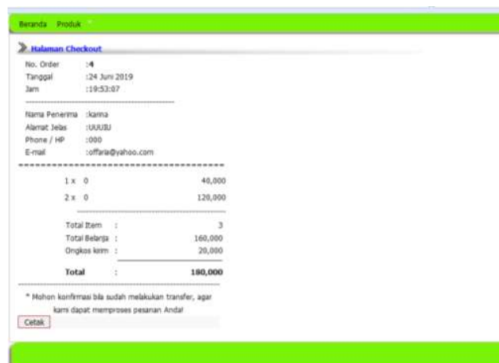 Beranda Produk
Halaman Checkout
No. Order :4
Tanggal :24 Juni 2019
Jam :19:53:07
Nama Penerima :karina
Alamat Jelas :UUUIU
Phone / HP :000
E-mail :offaria@yahoo.com
1 x 0 40,000
2 x 0 120,000
Total Item : 3
Total Belanja : 160,000
Ongkos kirim : 20,000
Total : 180,000
* Mohon konfirmasi bila sudah melakukan transfer, agar
kami dapat memproses pesanan Anda!
Cetak